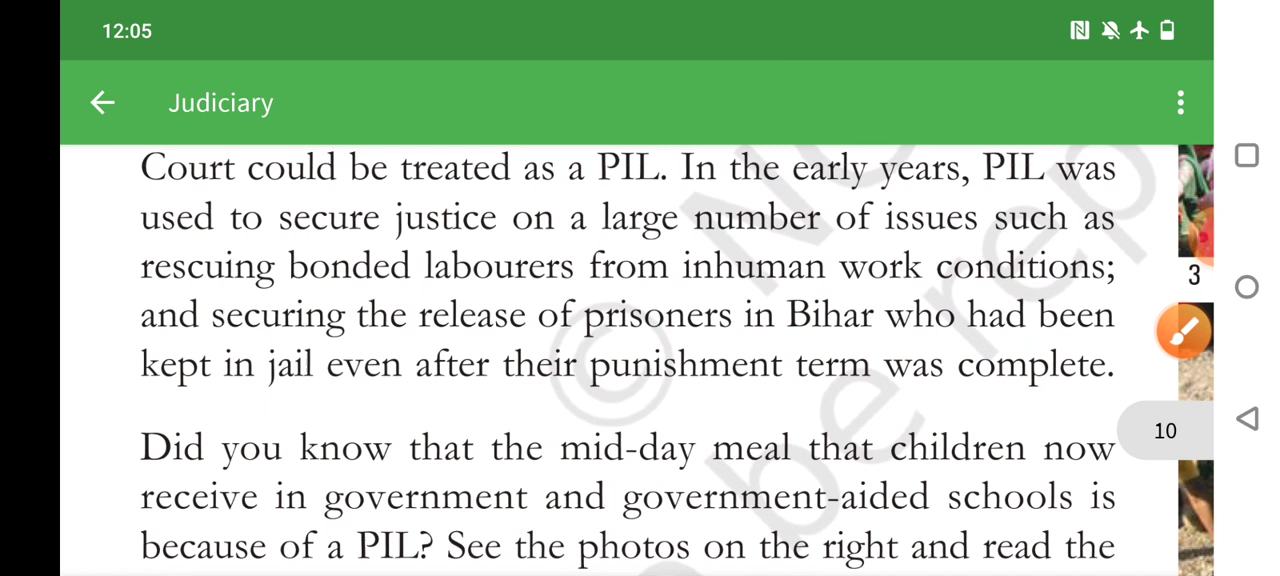 12:05
Judiciary
Court could be treated as a PIL. In the early years, PIL was
used to secure justice on a large number of issues such as
rescuing bonded labourers from inhuman work conditions;
and securing the release of prisoners in Bihar who had been
kept in jail even after their punishment term was complete.
3
10
Did you know that the mid-day meal that children now
receive in government and government-aided schools is
because of a PIL? See the photos on the right and read the
© N
be rep